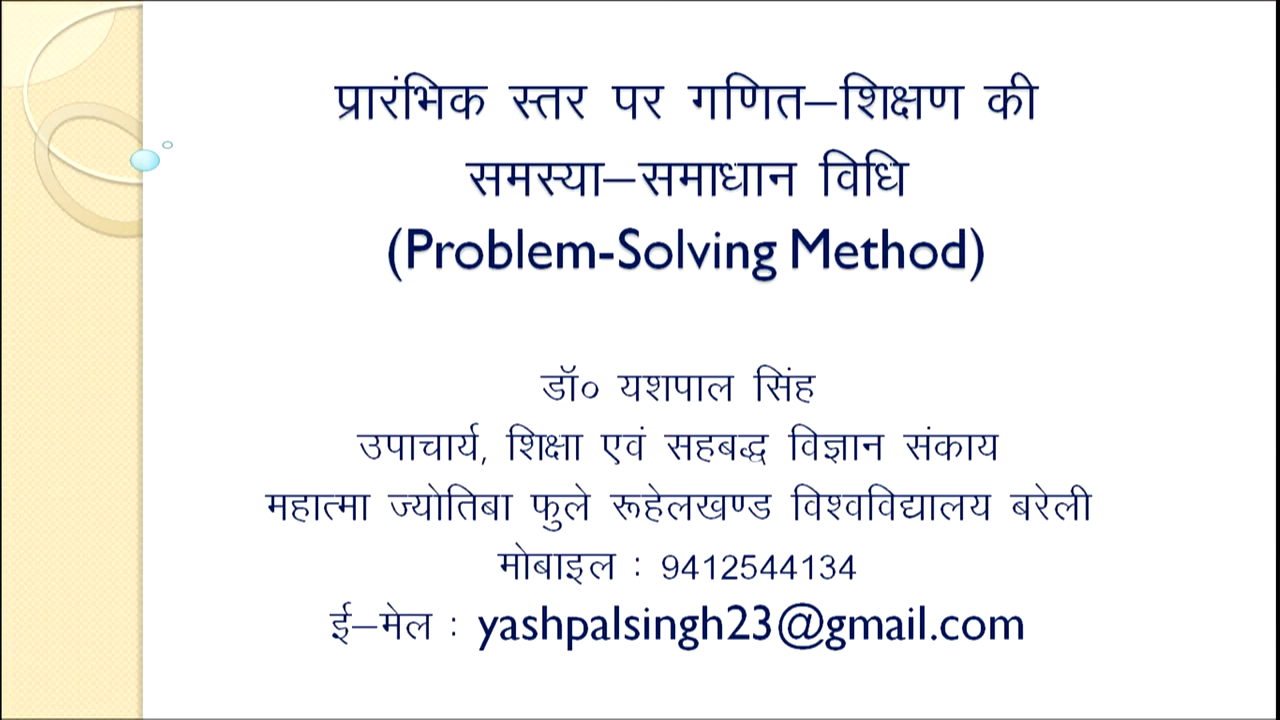 प्रारंभिक स्तर पर गणित–शिक्षण की
समस्या–समाधान विधि
(Problem-Solving Method)
डॉ० यशपाल सिंह
उपाचार्य, शिक्षा एवं सहबद्ध विज्ञान संकाय
महात्मा ज्योतिबा फुले रूहेलखण्ड विश्वविद्यालय बरेली
मोबाइल : 9412544134
ई–मेल : yashpalsingh23@gmail.com